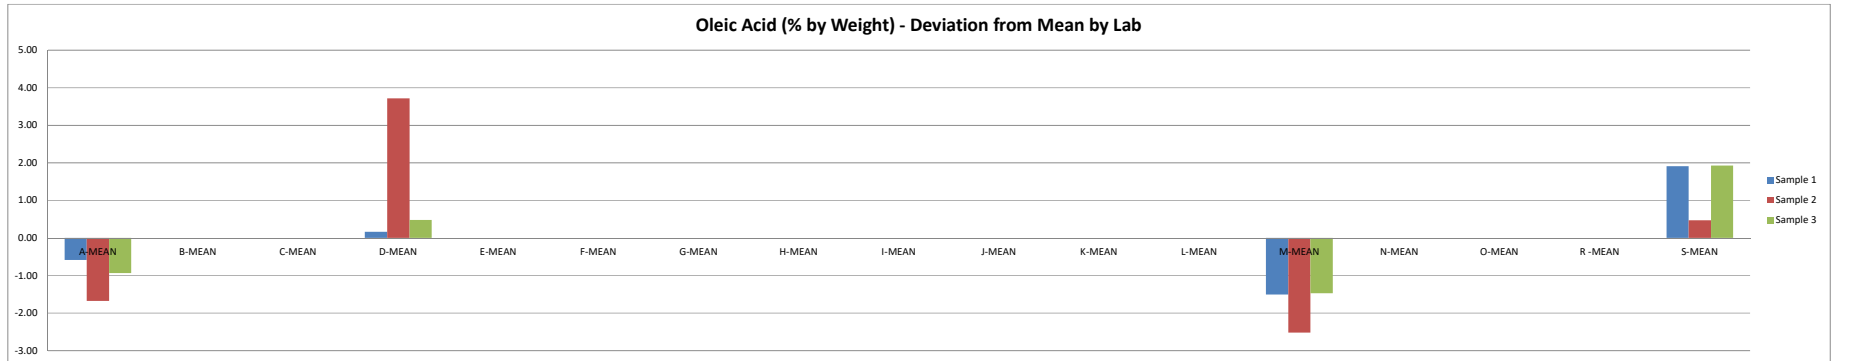 Oleic Acid (% by Weight) - Deviation from Mean by Lab
5.00
4.00
3.00
2.00
1.00
0.00
-1.00
-2.00
-3.00
A-MEAN B-MEAN C-MEAN D-MEAN E-MEAN F-MEAN G-MEAN H-MEAN I-MEAN J-MEAN K-MEAN L-MEAN M-MEAN N-MEAN O-MEAN R -MEAN S-MEAN
Sample 1
Sample 2
Sample 3